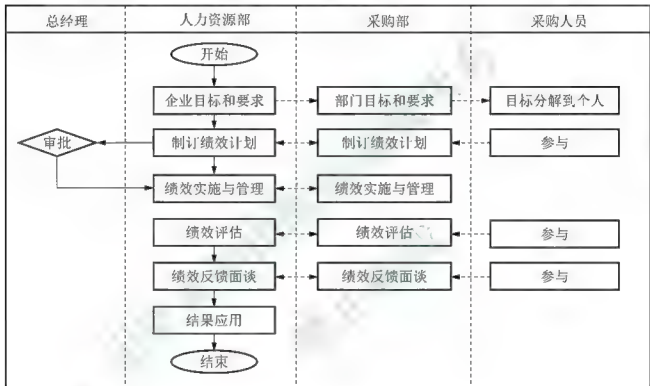 总经理 人力资源部 采购部 采购人员
开始
企业目标和要求 部门目标和要求 目标分解到个人
审批 制订绩效计划 制订绩效计划 参与
绩效实施与管理 绩效实施与管理
绩效评估 绩效评估 参与
绩效反馈面谈 绩效反馈面谈 参与
结果应用
结束